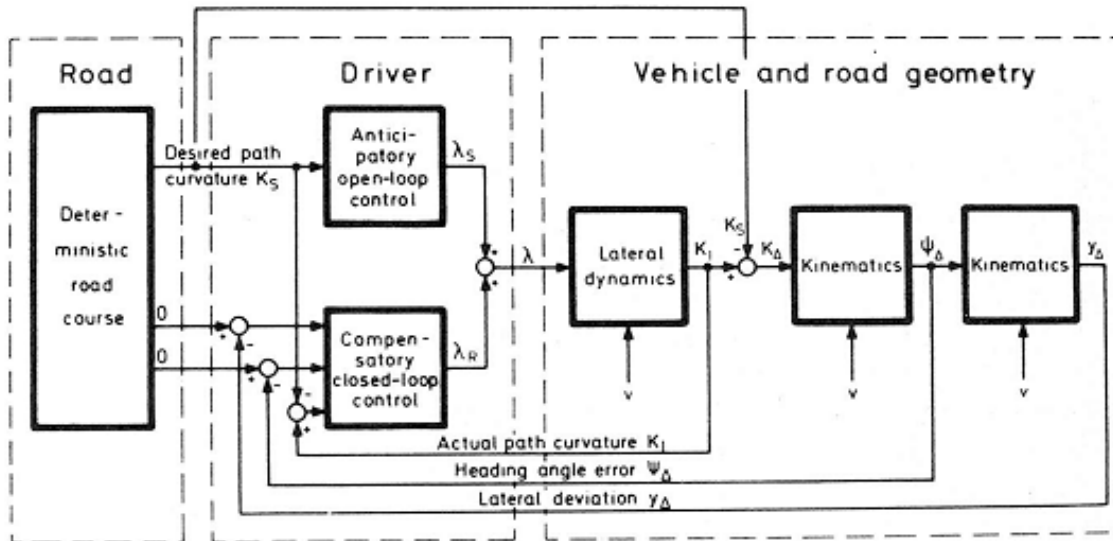 Road
Driver
Vehicle and road geometry
Deter-
ministic
road
course
Desired path
curvature K_S
0
0
Antici-
patory
open-loop
control
λ_S
Compen-
satory
closed-loop
control
λ_R
+
+
λ
+
-
+
-
-
+
Lateral
dynamics
v
K_I
K_S
-
+
K_Δ
Kinematics
v
ψ_Δ
Kinematics
v
y_Δ
Actual path curvature K_I
Heading angle error Ψ_Δ
Lateral deviation y_Δ